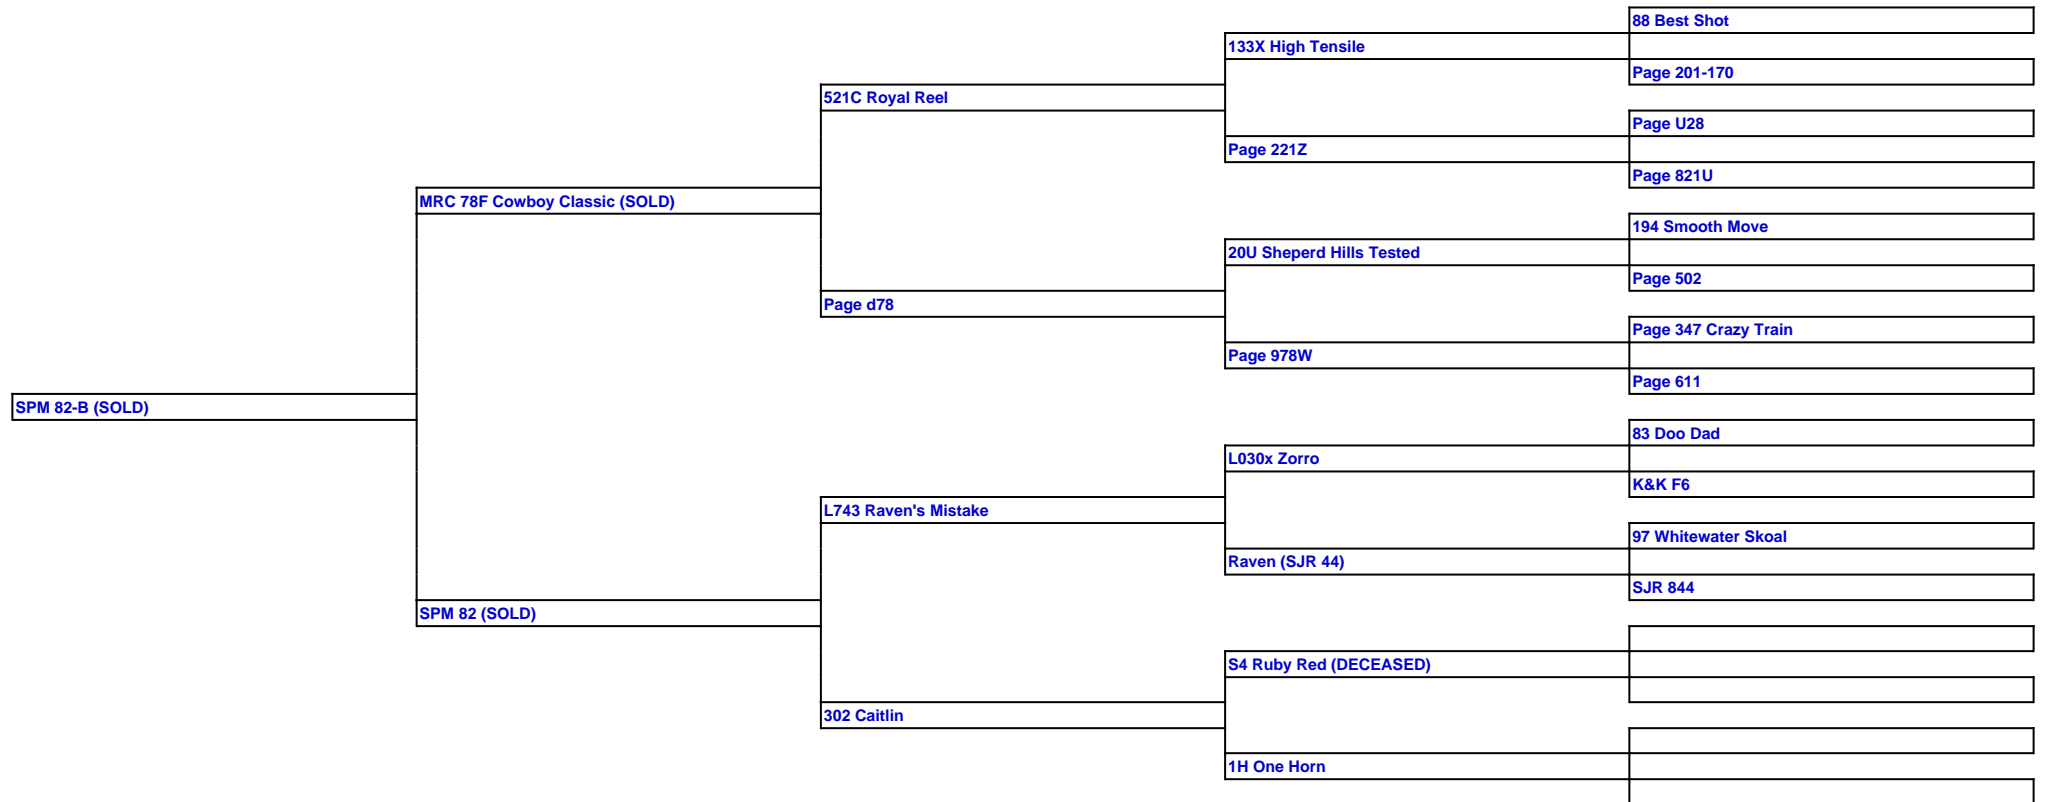 88 Best Shot
133X High Tensile
Page 201-170
521C Royal Reel
Page U28
Page 221Z
Page 821U
MRC 78F Cowboy Classic (SOLD)
194 Smooth Move
20U Sheperd Hills Tested
Page 502
Page d78
Page 347 Crazy Train
Page 978W
Page 611
SPM 82-B (SOLD)
83 Doo Dad
L030x Zorro
K&K F6
L743 Raven's Mistake
97 Whitewater Skoal
Raven (SJR 44)
SJR 844
SPM 82 (SOLD)
S4 Ruby Red (DECEASED)
302 Caitlin
1H One Horn